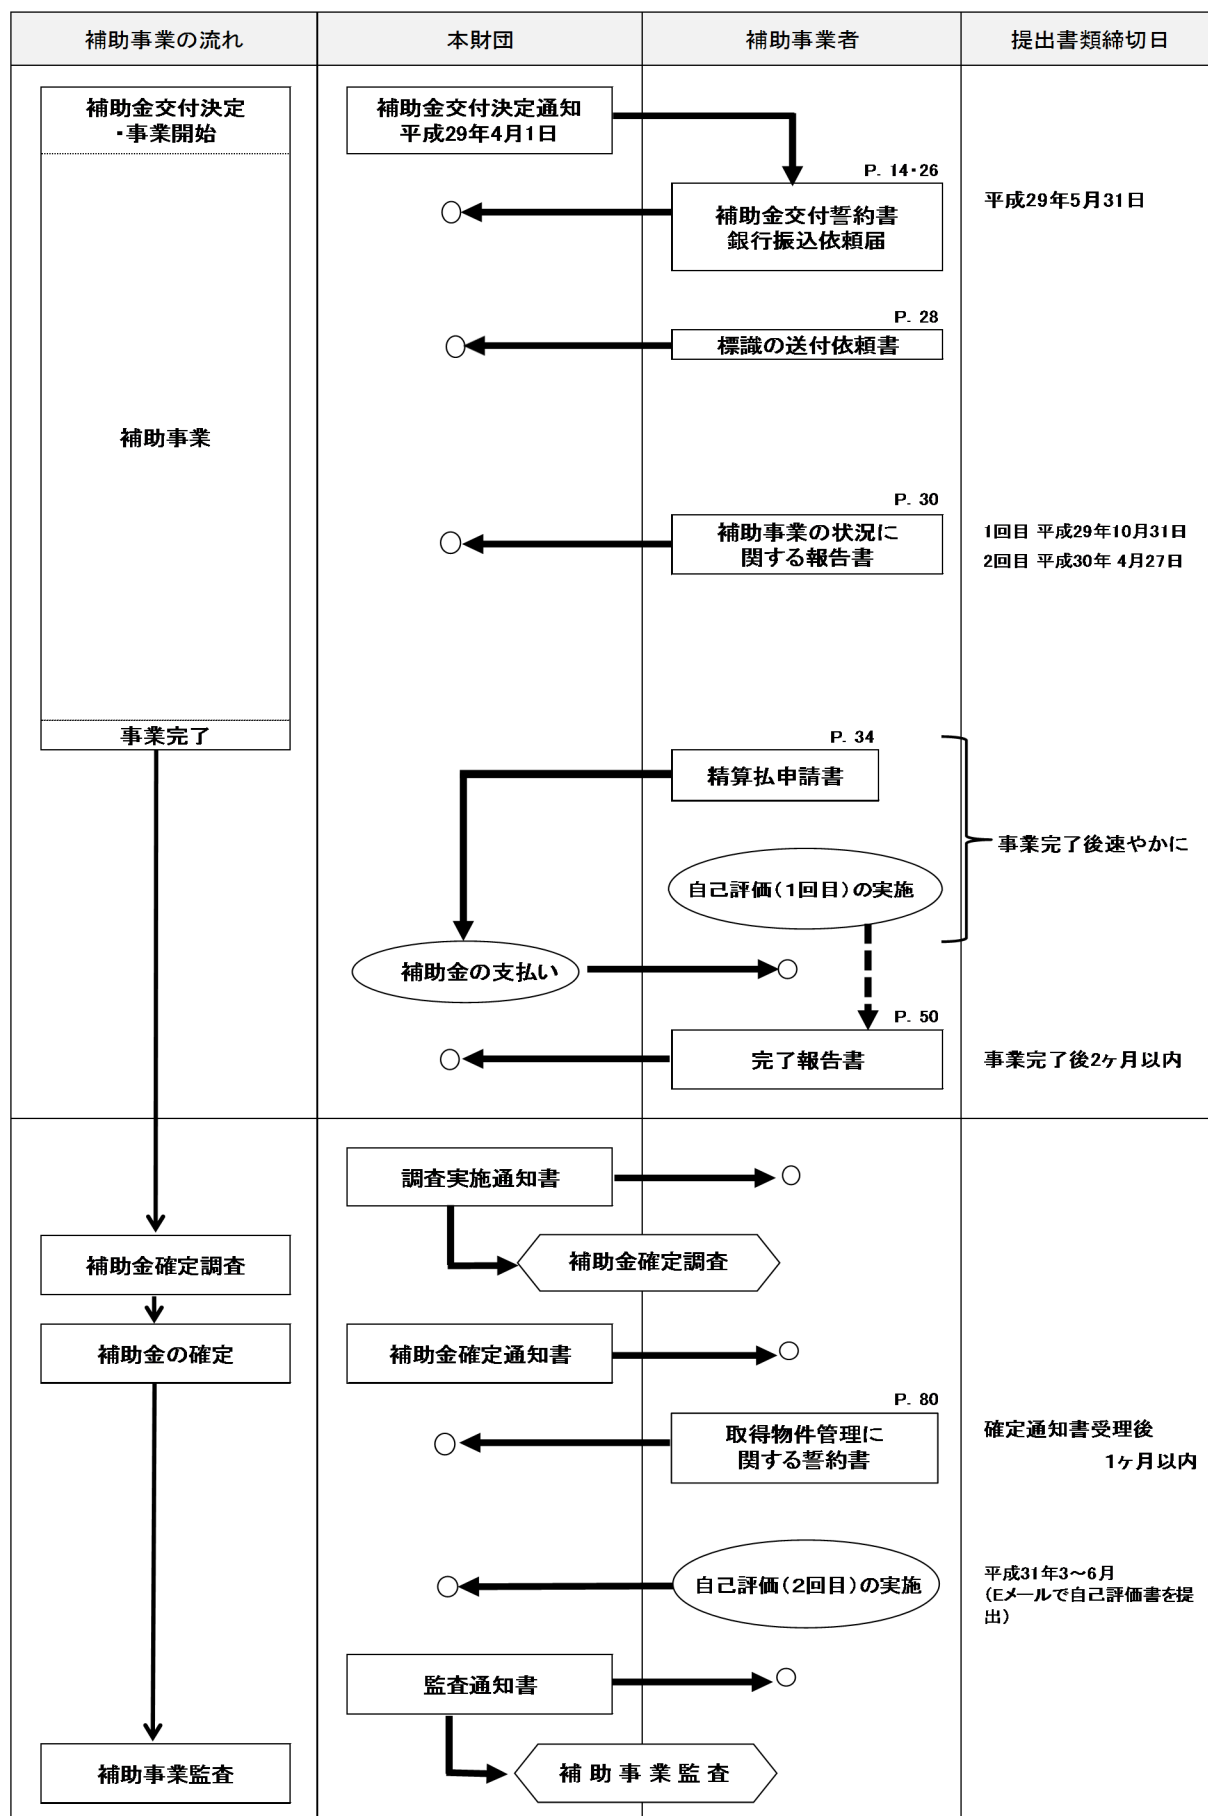 補助事業の流れ
本財団
補助事業者
提出書類締切日
補助金交付決定
・事業開始
補助金交付決定通知
平成29年4月1日
P. 14・26
補助金交付誓約書
銀行振込依頼届
平成29年5月31日
P. 28
標識の送付依頼書
補助事業
P. 30
補助事業の状況に
関する報告書
1回目 平成29年10月31日
2回目 平成30年 4月27日
事業完了
P. 34
精算払申請書
事業完了後速やかに
自己評価(1回目)の実施
補助金の支払い
P. 50
完了報告書
事業完了後2ヶ月以内
調査実施通知書
補助金確定調査
補助金確定調査
補助金の確定
補助金確定通知書
P. 80
取得物件管理に
関する誓約書
確定通知書受理後
1ヶ月以内
自己評価(2回目)の実施
平成31年3~6月
(Eメールで自己評価書を提
出)
監査通知書
補助事業監査
補 助 事 業 監 査